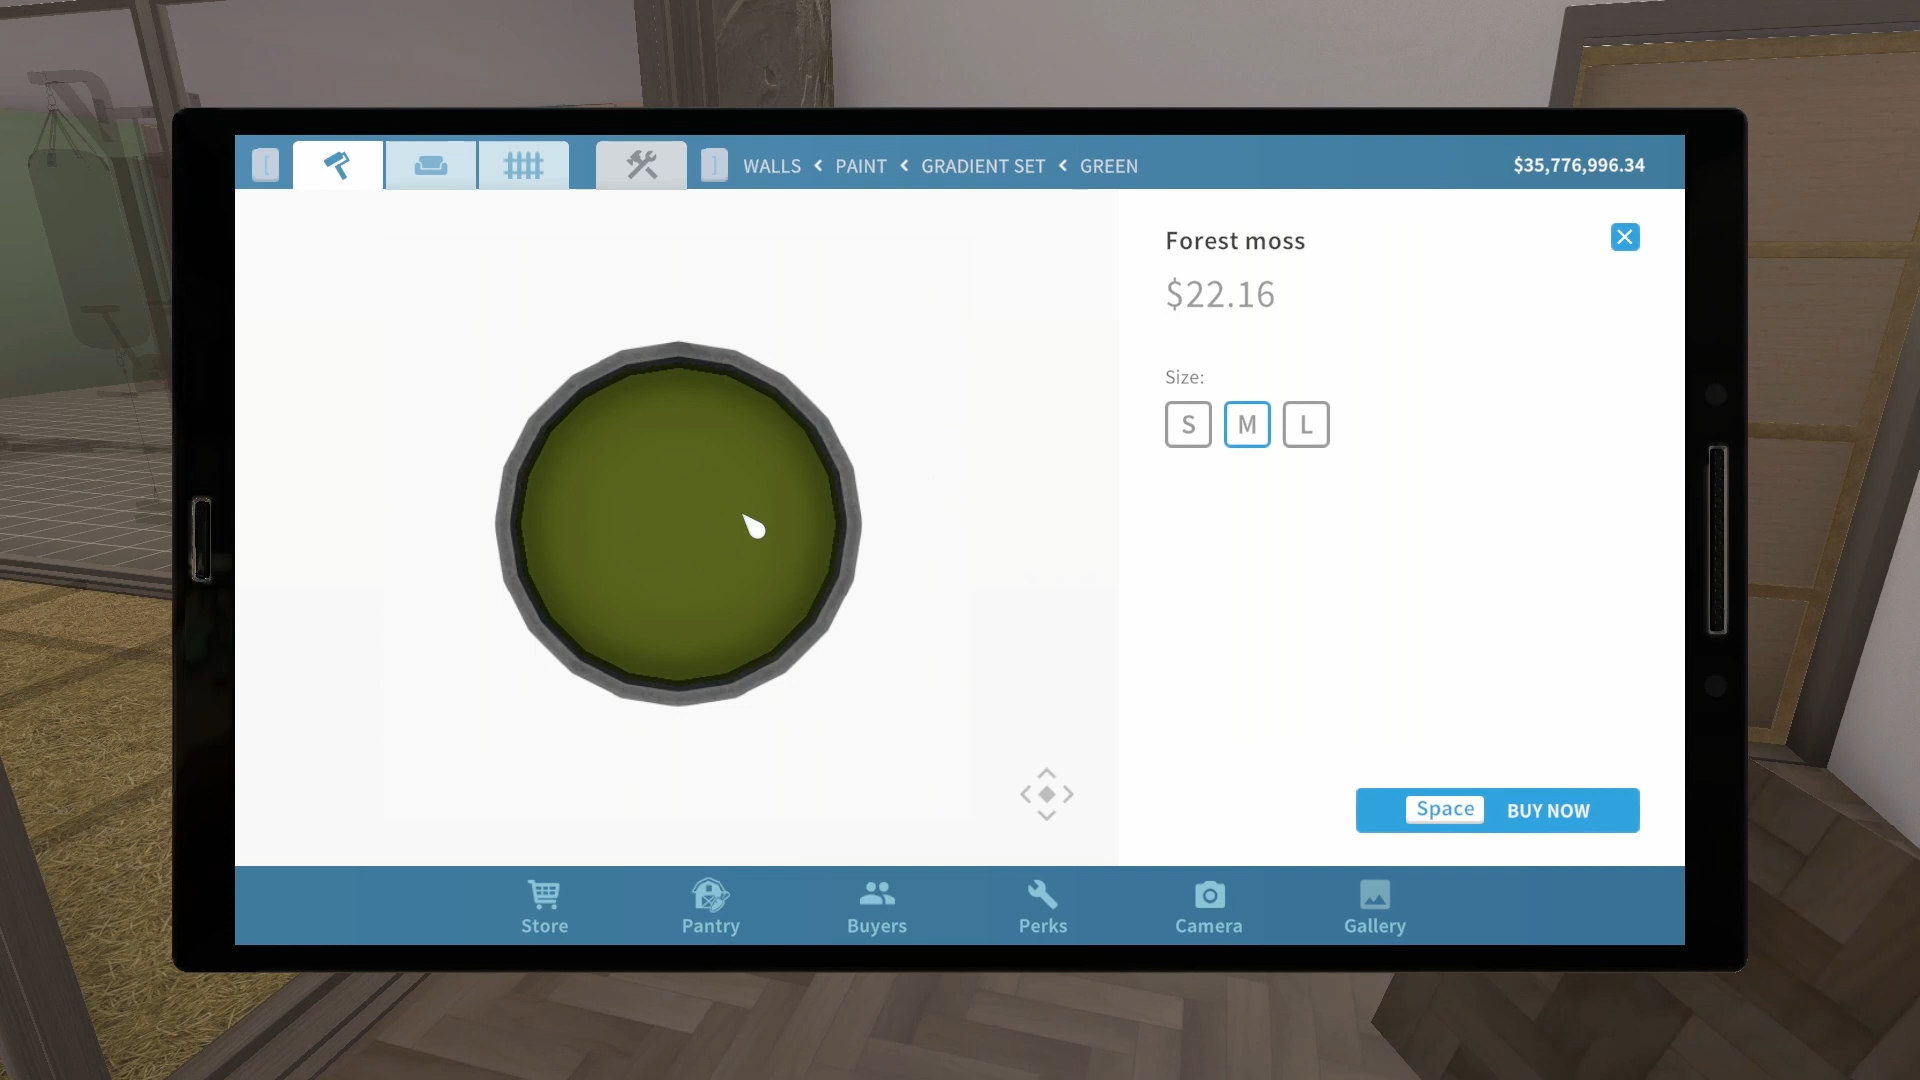 [
]
WALLS < PAINT < GRADIENT SET < GREEN
$35,776,996.34
Forest moss
$22.16
Size:
S M L
Space BUY NOW
Store Pantry Buyers Perks Camera Gallery